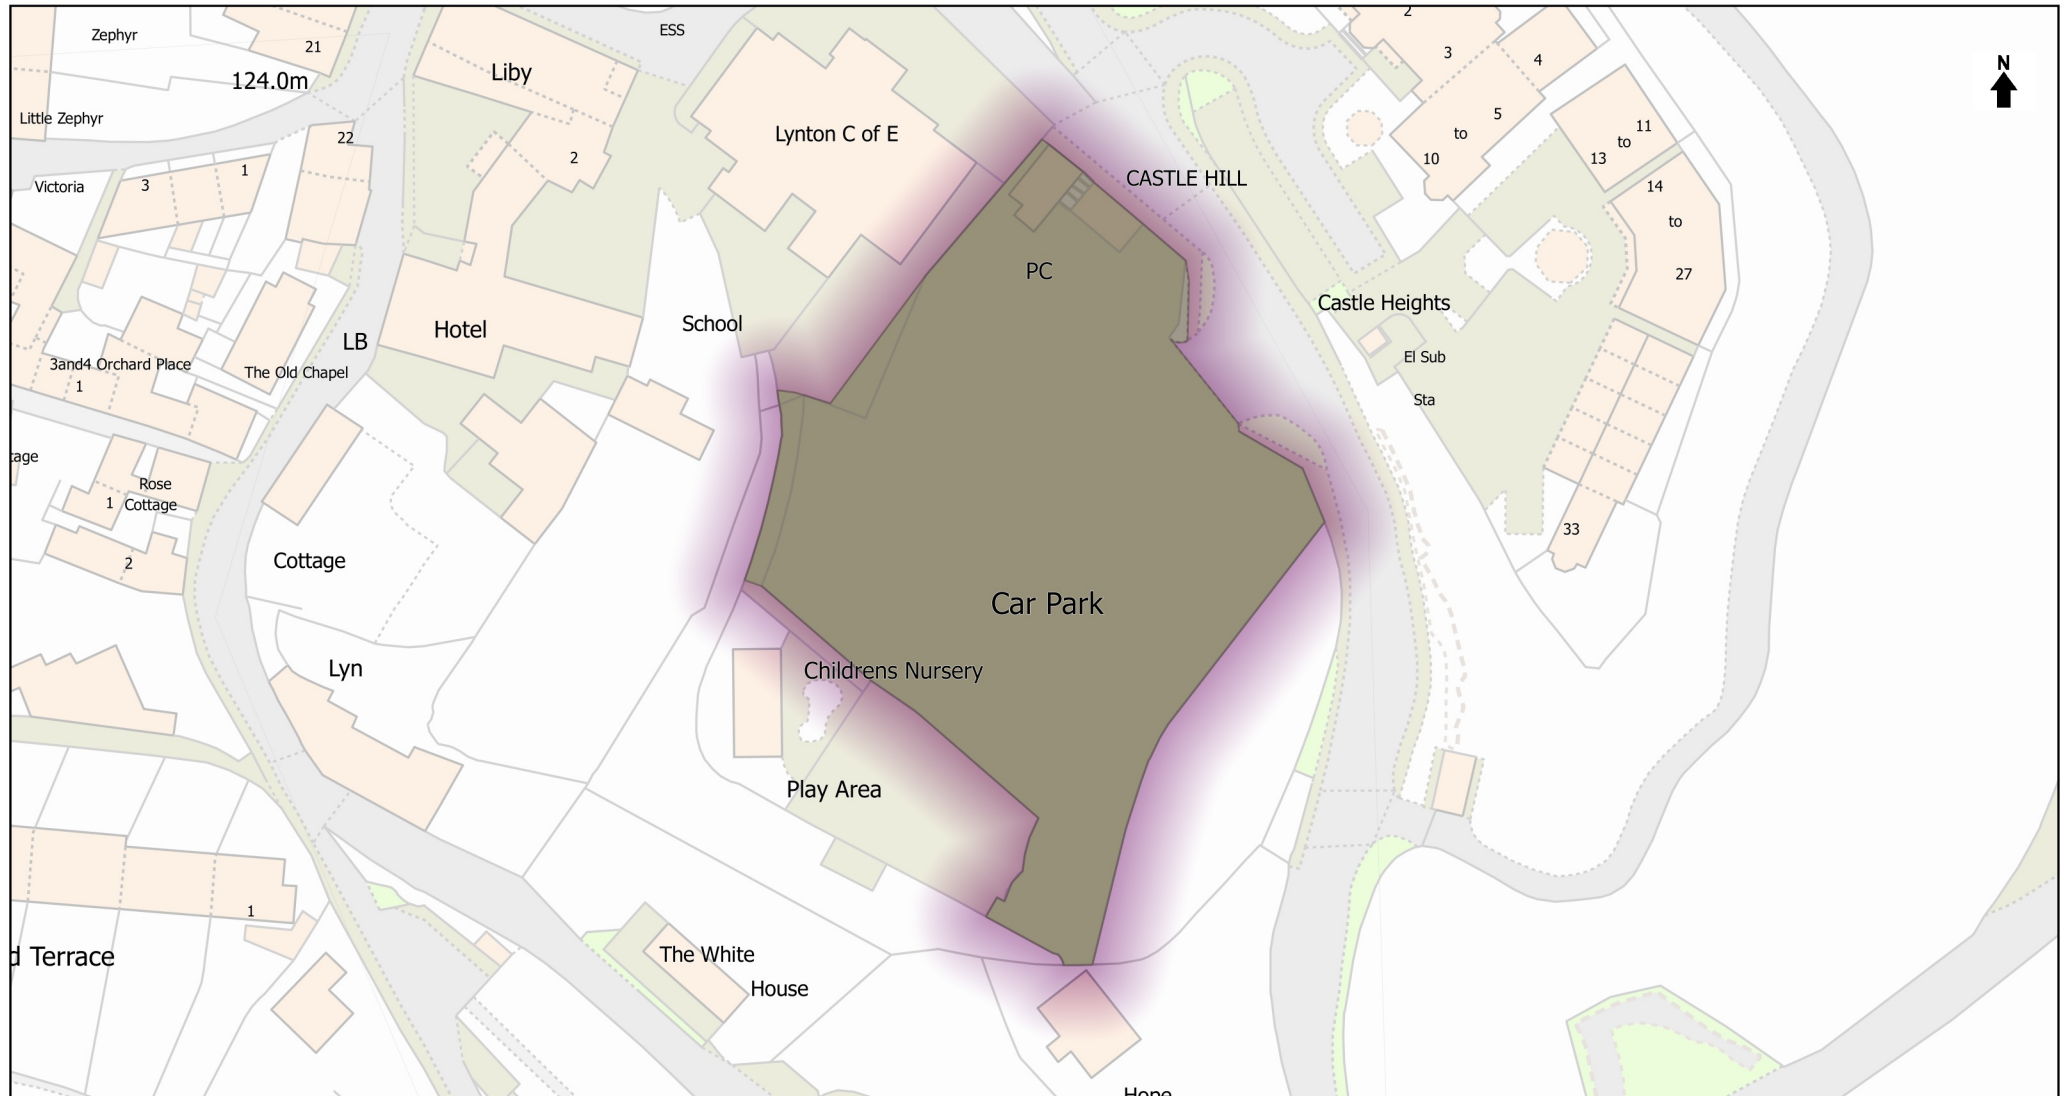 2
ESS
Zephyr
21
3
4
N
Liby
124.0m
5
Little Zephyr
11
22
Lynton C of E
to
to
2
10
13
1
3
Victoria
CASTLE HILL
14
to
PC
27
Castle Heights
School
Hotel
LB
El Sub
3and4 Orchard Place
The Old Chapel
1
Sta
tage
Rose
1
Cottage
33
Cottage
2
Car Park
Lyn
Childrens Nursery
Play Area
1
d Terrace
The White
House
Hope